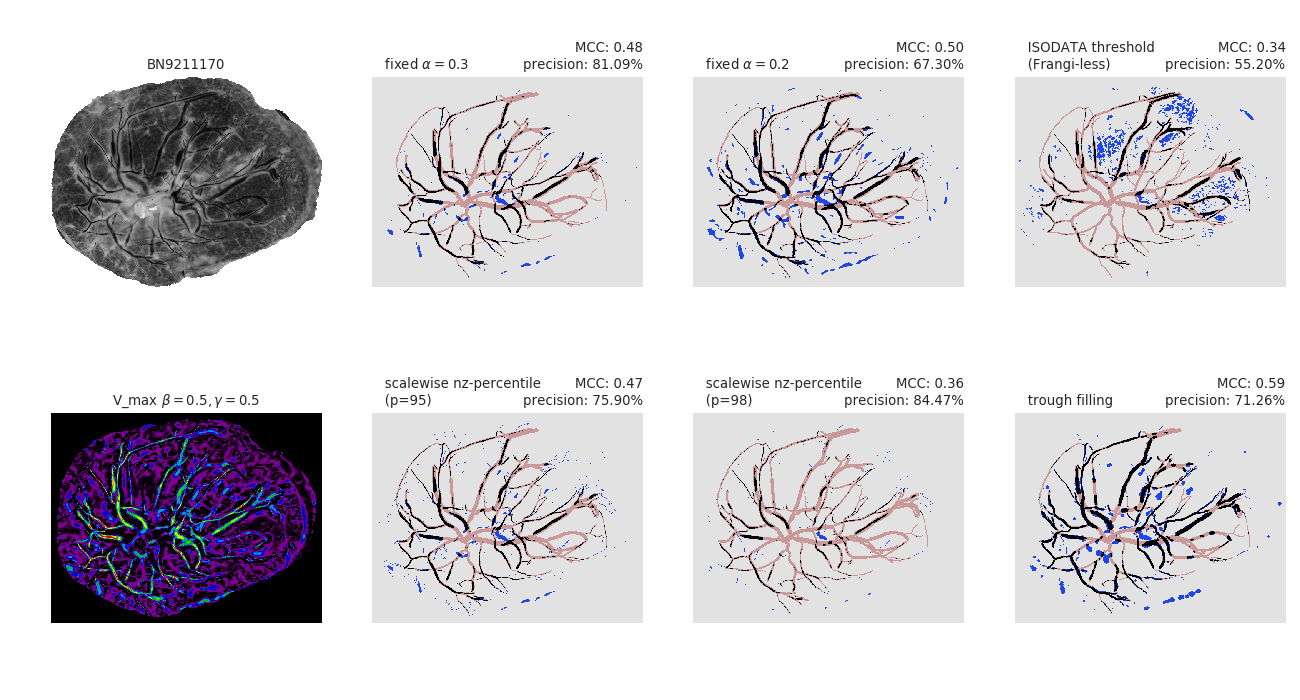 BN9211170
fixed α = 0.3
MCC: 0.48
precision: 81.09%
fixed α = 0.2
MCC: 0.50
precision: 67.30%
ISODATA threshold
(Frangi-less)
MCC: 0.34
precision: 55.20%
V_max β = 0.5, γ = 0.5
scalewise nz-percentile
(p=95)
MCC: 0.47
precision: 75.90%
scalewise nz-percentile
(p=98)
MCC: 0.36
precision: 84.47%
trough filling
MCC: 0.59
precision: 71.26%